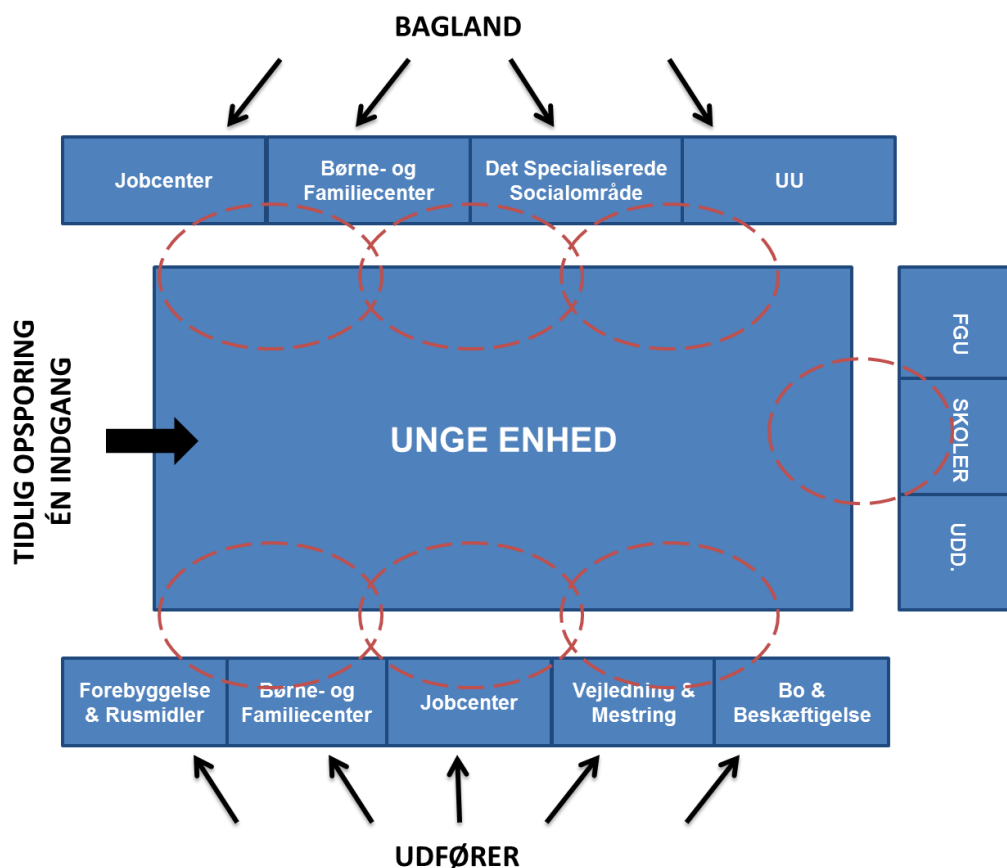 BAGLAND
Jobcenter
Børne- og
Familiecenter
Det Specialiserede
Socialområde
UU
TIDLIG OPSPORING
ÉN INDGANG
UNGE ENHED
FGU
SKOLER
UDD.
Forebyggelse
& Rusmidler
Børne- og
Familiecenter
Jobcenter
Vejledning &
Mestring
Bo &
Beskæftigelse
UDFØRER